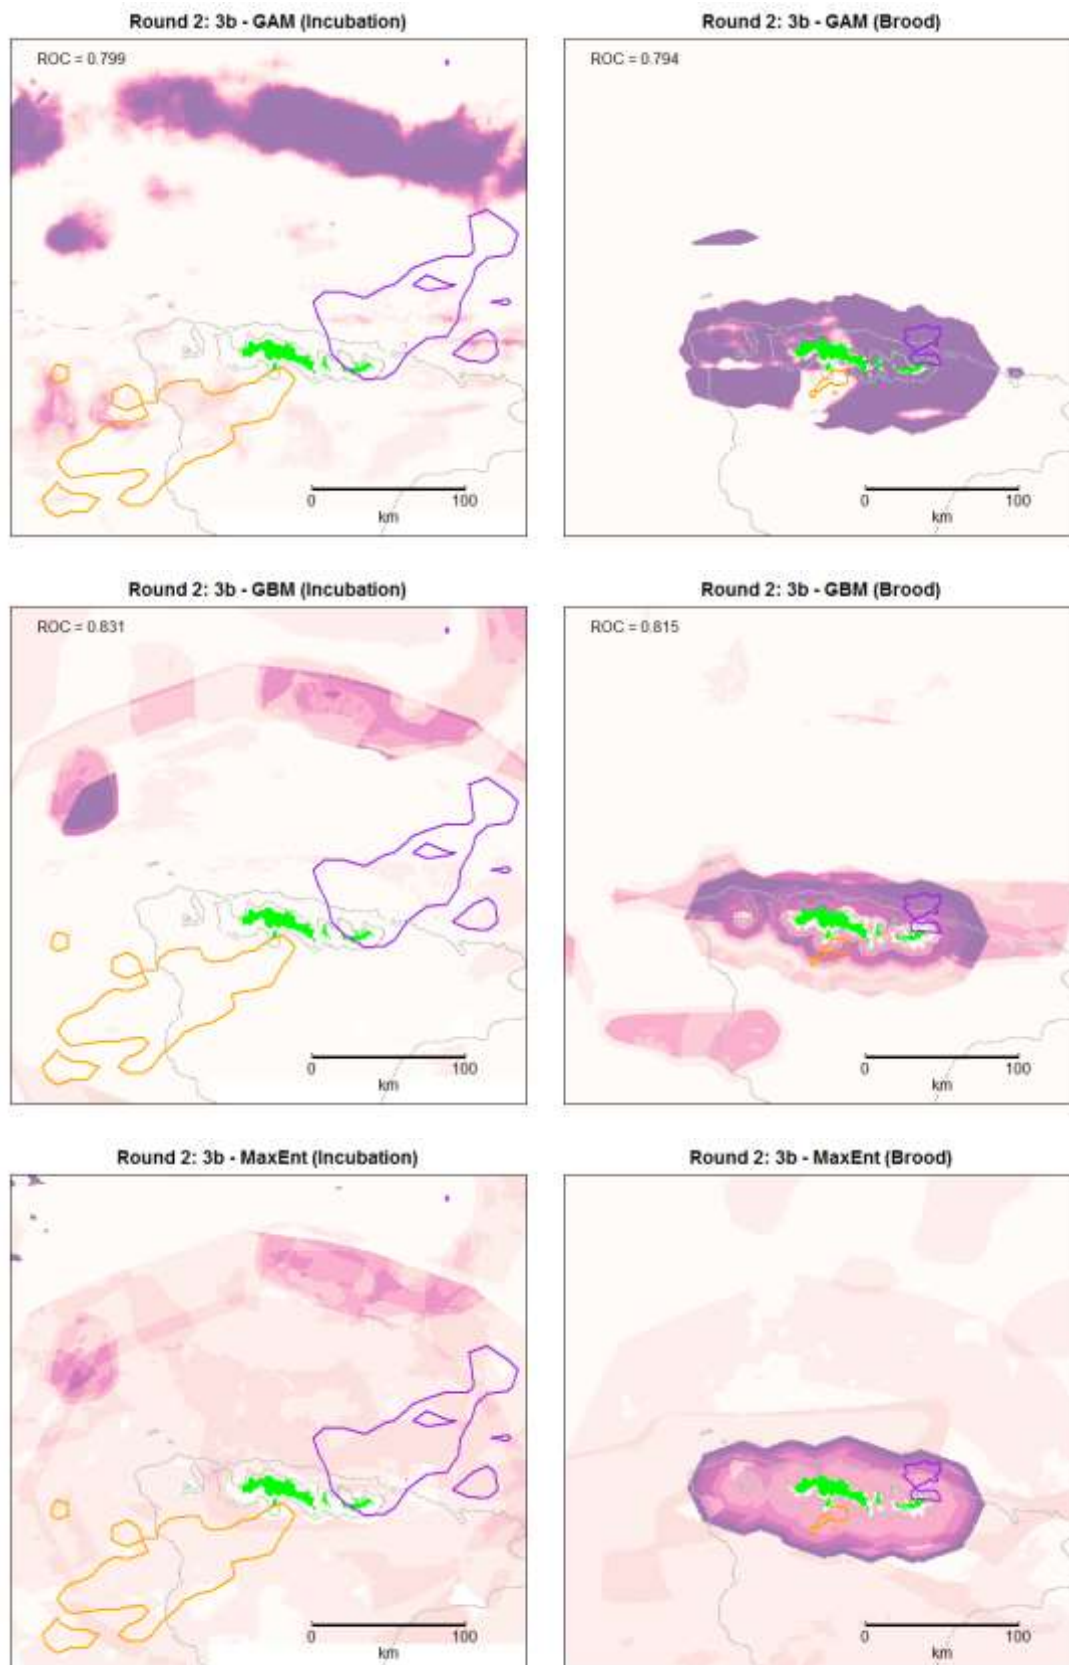 Round 2: 3b - GAM (Incubation)
Round 2: 3b - GAM (Brood)
ROC = 0.799
ROC = 0.794
0 100
km
0 100
km
Round 2: 3b - GBM (Incubation)
Round 2: 3b - GBM (Brood)
ROC = 0.831
ROC = 0.815
0 100
km
0 100
km
Round 2: 3b - MaxEnt (Incubation)
Round 2: 3b - MaxEnt (Brood)
0 100
km
0 100
km